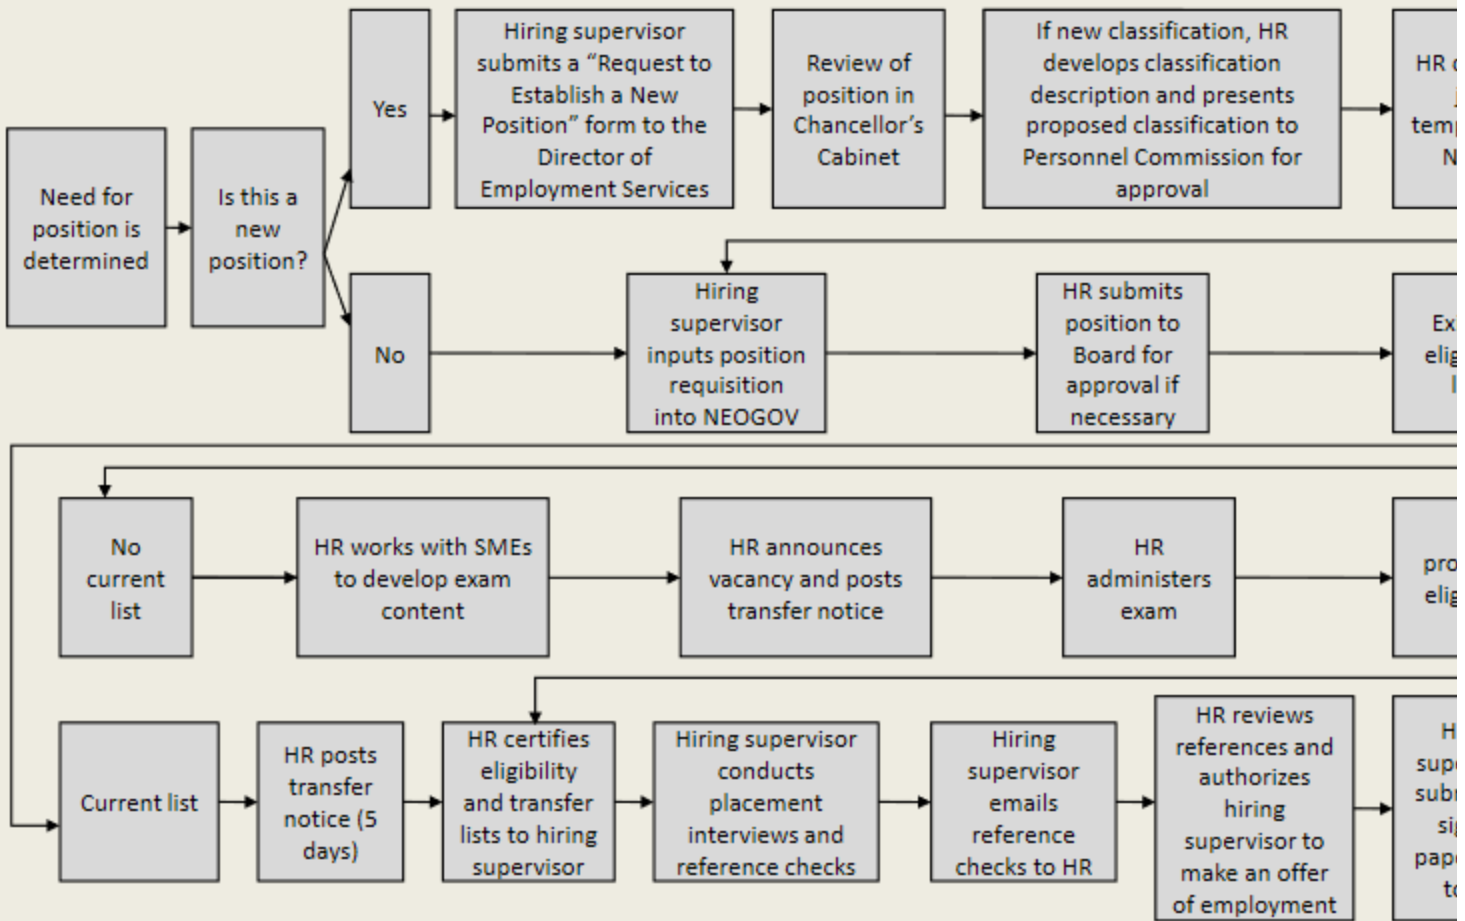 Need for
position is
determined
Is this a
new
position?
Yes
Hiring supervisor
submits a “Request to
Establish a New
Position” form to the
Director of
Employment Services
Review of
position in
Chancellor’s
Cabinet
If new classification, HR
develops classification
description and presents
proposed classification to
Personnel Commission for
approval
HR
No
Hiring
supervisor
inputs position
requisition
into NEOGOV
HR submits
position to
Board for
approval if
necessary
No
current
list
HR works with SMEs
to develop exam
content
HR announces
vacancy and posts
transfer notice
HR
administers
exam
Current list
HR posts
transfer
notice (5
days)
HR certifies
eligibility
and transfer
lists to hiring
supervisor
Hiring supervisor
conducts
placement
interviews and
reference checks
Hiring
supervisor
emails
reference
checks to HR
HR reviews
references and
authorizes
hiring
supervisor to
make an offer
of employment